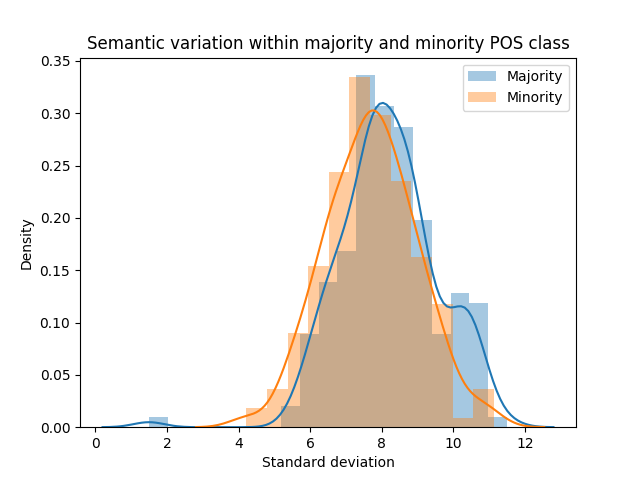 Semantic variation within majority and minority POS class
Majority
Minority
Density
0.35
0.30
0.25
0.20
0.15
0.10
0.05
0.00
0 2 4 6 8 10 12
Standard deviation